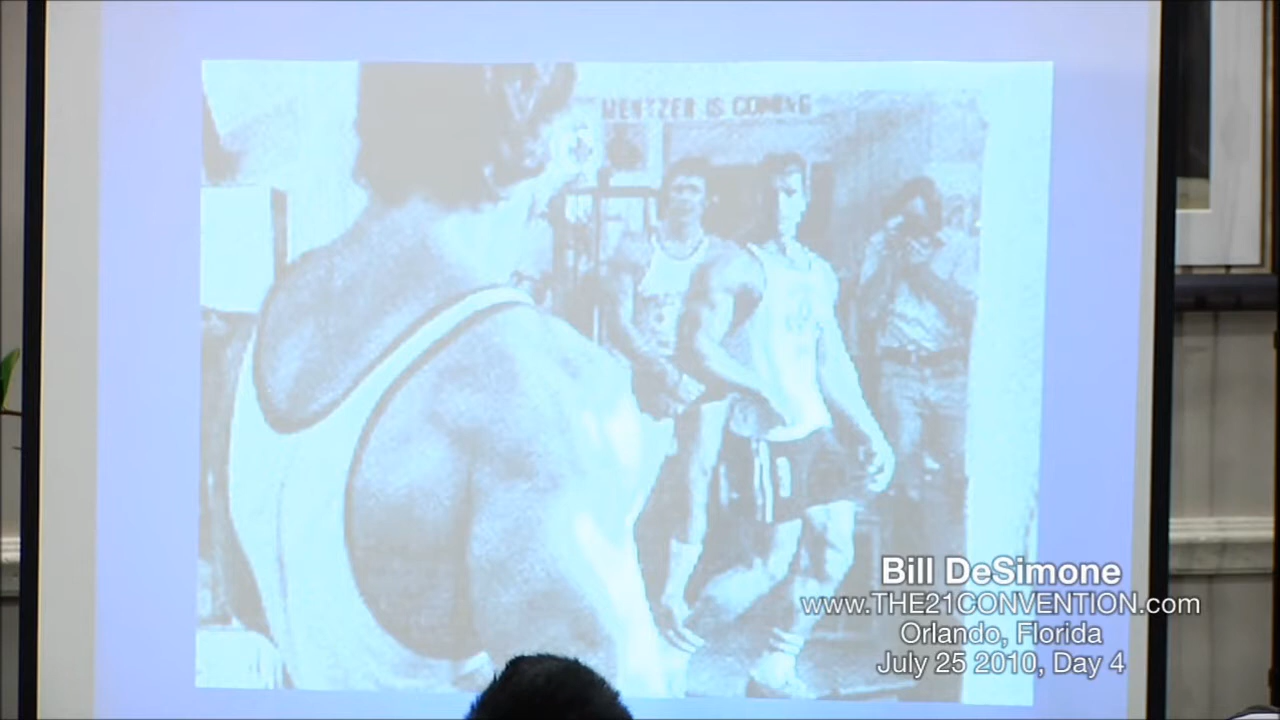 MENTZER IS COMING
Bill DeSimone
www.THE21CONVENTION.com
Orlando, Florida
July 25 2010, Day 4